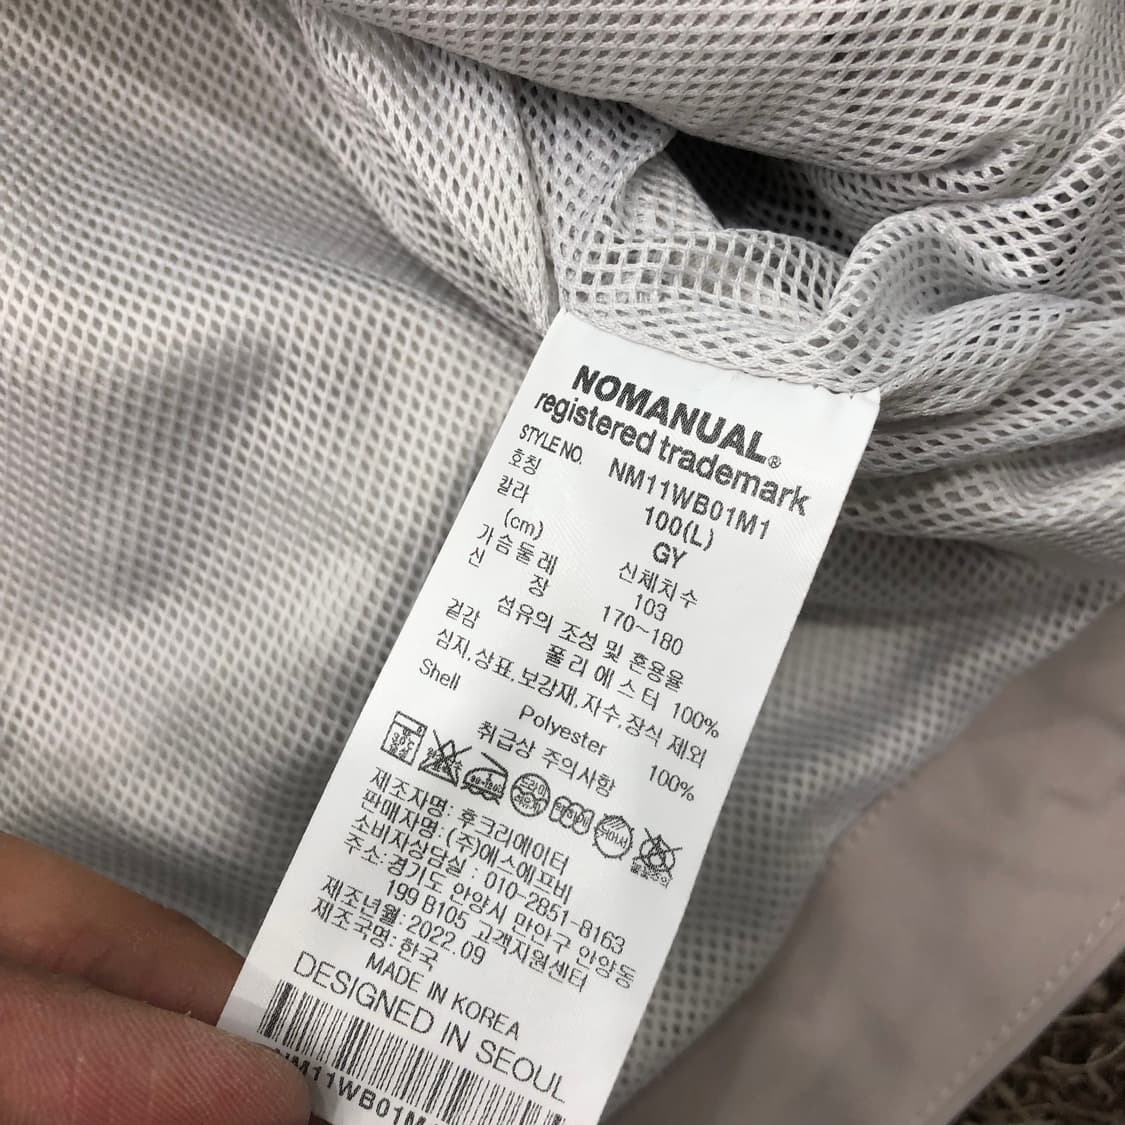 NOMANUAL®
registered trademark
STYLE NO. NM11WB01M1
호칭 100(L)
칼라 GY
(cm) 신체치수
가슴둘레 103
신장 170~180
섬유의 조성 및 혼용율
겉감 폴리에스터 100%
심지,상표,보강재,자수,장식 제외
Shell Polyester 100%
취급상 주의사항
제조자명: 후크리에이터
판매자명: (주)에스에프비
소비자상담실 : 010-2851-8163
주소: 경기도 안양시 만안구 안양동
199 B105 고객지원센터
제조년월: 2022.09
제조국명: 한국
MADE IN KOREA
DESIGNED IN SEOUL
NM11WB01M